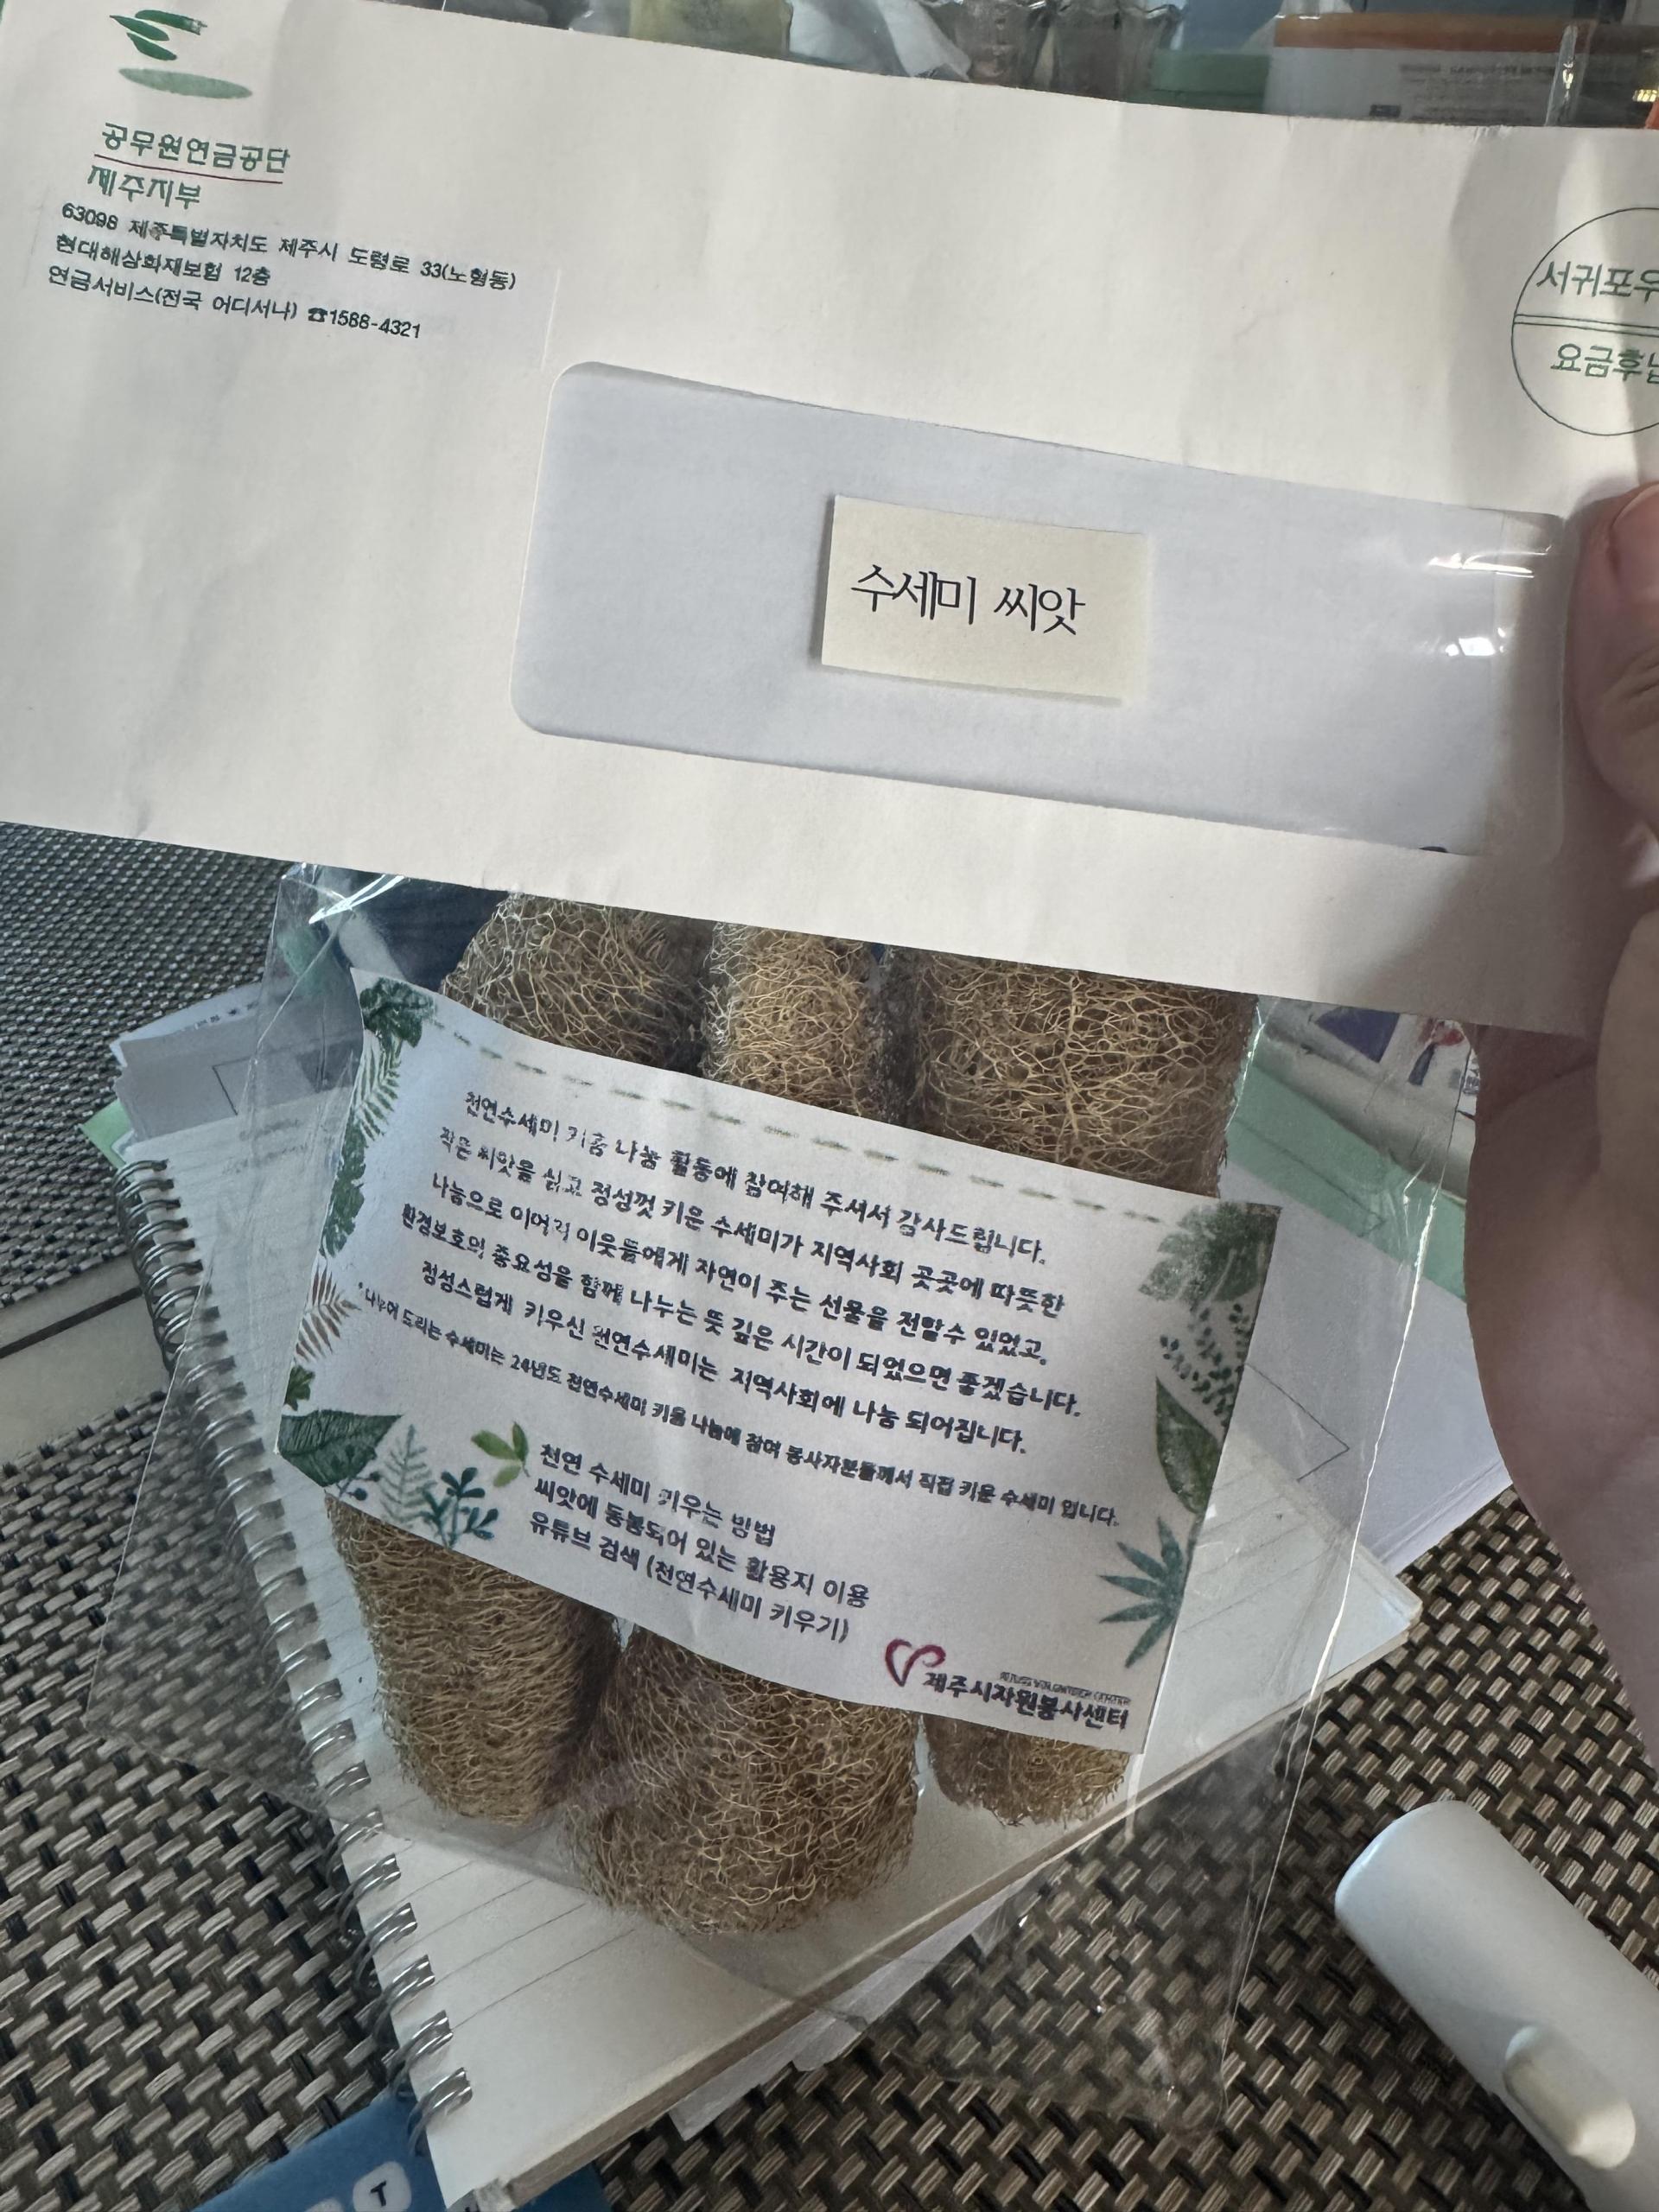 공무원연금공단
제주지부
63098 제주특별자치도 제주시 도령로 33(노형동)
현대해상화재보험 12층
연금서비스(전국 어디서나) ☎1588-4321
서귀포우
요금후납
수세미 씨앗
천연수세미 키움 나눔 활동에 참여해 주셔서 감사드립니다.
작은 씨앗을 심고 정성껏 키운 수세미가 지역사회 곳곳에 따뜻한
나눔으로 이어져 이웃들에게 자연이 주는 선물을 전할수 있었고,
환경보호의 중요성을 함께 나누는 뜻 깊은 시간이 되었으면 좋겠습니다.
정성스럽게 키우신 천연수세미는 지역사회에 나눔 되어집니다.
*나누어 드리는 수세미는 24년도 천연수세미 키움 나눔에 참여 봉사자분들께서 직접 키운 수세미 입니다.
천연 수세미 키우는 방법
씨앗에 동봉되어 있는 활용지 이용
유튜브 검색 (천연수세미 키우기)
제주시자원봉사센터
T